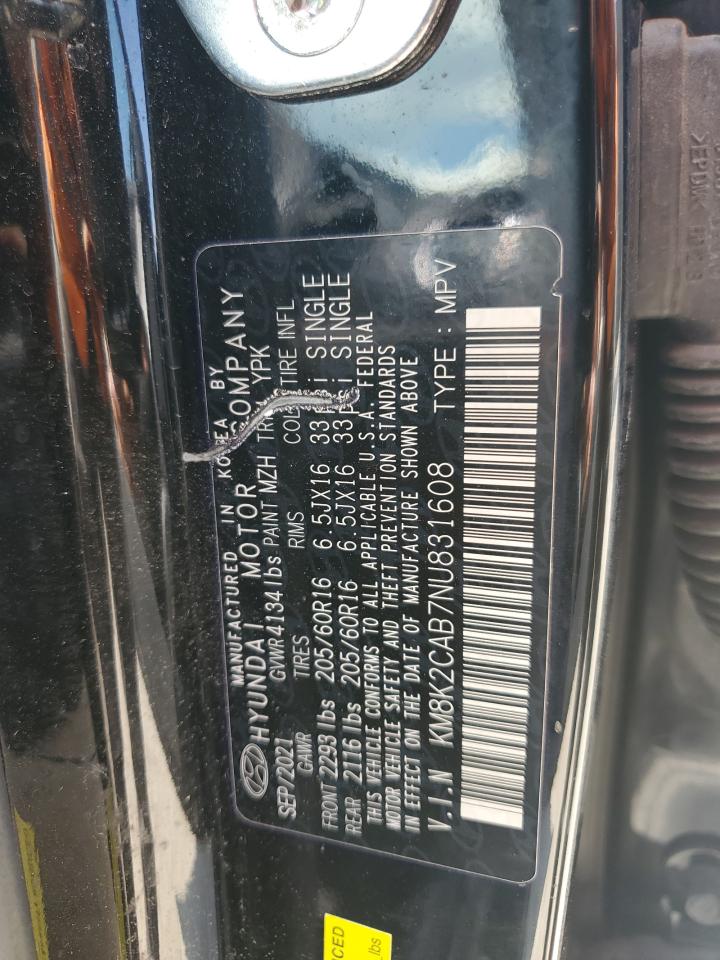 MANUFACTURED IN KOREA BY
HYUNDAI MOTOR COMPANY
SEP/2021 GVWR 4134 lbs PAINT MZH YPK
GAWR TIRES RIMS TIRE INFL
FRONT 2293 lbs 205/60R16 6.5JX16 33 SINGLE
REAR 2116 lbs 205/60R16 6.5JX16 33 SINGLE
THIS VEHICLE CONFORMS TO ALL APPLICABLE U.S.A. FEDERAL
MOTOR VEHICLE SAFETY AND THEFT PREVENTION STANDARDS
IN EFFECT ON THE DATE OF MANUFACTURE SHOWN ABOVE
V.I.N KM8K2CAB7NU831608 TYPE : MPV
lbs